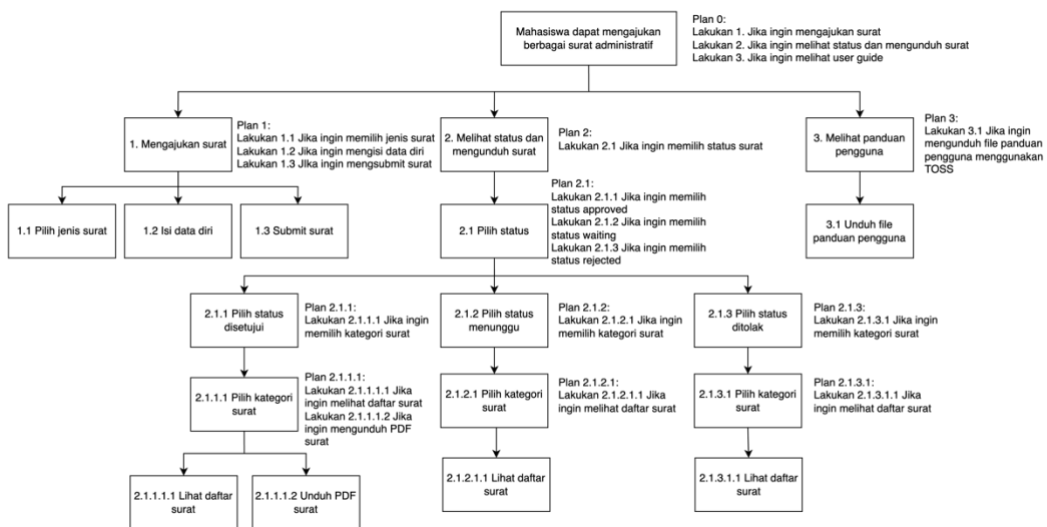 Mahasiswa dapat mengajukan
berbagai surat administratif
Plan 0:
Lakukan 1. Jika ingin mengajukan surat
Lakukan 2. Jika ingin melihat status dan mengunduh surat
Lakukan 3. Jika ingin melihat user guide
1. Mengajukan surat
Plan 1:
Lakukan 1.1 Jika ingin memilih jenis surat
Lakukan 1.2 Jika ingin mengisi data diri
Lakukan 1.3 JIka ingin mengsubmit surat
2. Melihat status dan
mengunduh surat
Plan 2:
Lakukan 2.1 Jika ingin memilih status surat
3. Melihat panduan
pengguna
Plan 3:
Lakukan 3.1 Jika ingin
mengunduh file panduan
pengguna menggunakan
TOSS
1.1 Pilih jenis surat
1.2 Isi data diri
1.3 Submit surat
2.1 Pilih status
Plan 2.1:
Lakukan 2.1.1 Jika ingin memilih
status approved
Lakukan 2.1.2 Jika ingin memilih
status waiting
Lakukan 2.1.3 Jika ingin memilih
status rejected
3.1 Unduh file
panduan pengguna
2.1.1 Pilih status
disetujui
Plan 2.1.1:
Lakukan 2.1.1.1 Jika ingin
memilih kategori surat
2.1.2 Pilih status
menunggu
Plan 2.1.2:
Lakukan 2.1.2.1 Jika ingin
memilih kategori surat
2.1.3 Pilih status
ditolak
Plan 2.1.3:
Lakukan 2.1.3.1 Jika ingin
memilih kategori surat
2.1.1.1 Pilih kategori
surat
Plan 2.1.1.1:
Lakukan 2.1.1.1.1 Jika
ingin melihat daftar surat
Lakukan 2.1.1.1.2 Jika
ingin mengunduh PDF
surat
2.1.2.1 Pilih kategori
surat
Plan 2.1.2.1:
Lakukan 2.1.2.1.1 Jika
ingin melihat daftar surat
2.1.3.1 Pilih kategori
surat
Plan 2.1.3.1:
Lakukan 2.1.3.1.1 Jika
ingin melihat daftar surat
2.1.1.1.1 Lihat daftar
surat
2.1.1.1.2 Unduh PDF
surat
2.1.2.1.1 Lihat daftar
surat
2.1.3.1.1 Lihat daftar
surat